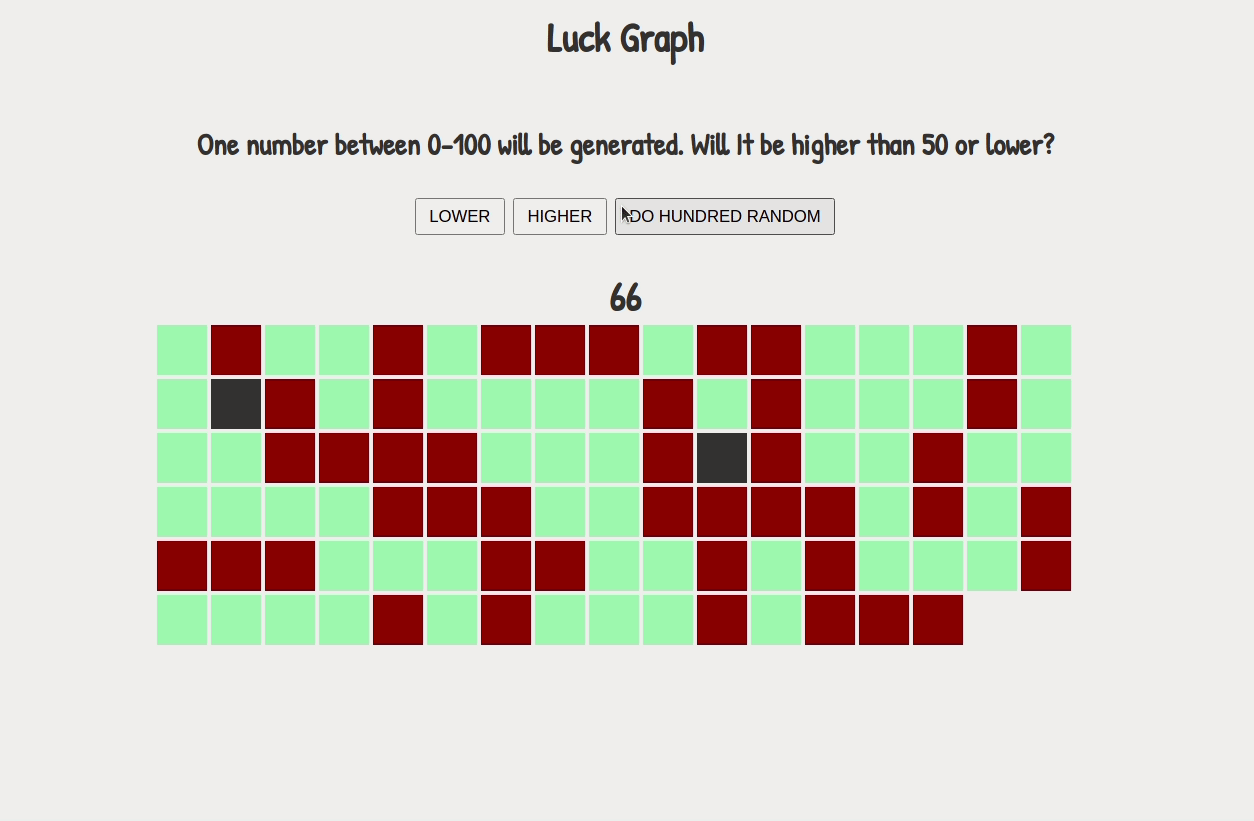 Luck Graph
One number between 0-100 will be generated. Will It be higher than 50 or lower?
LOWER HIGHER DO HUNDRED RANDOM
66